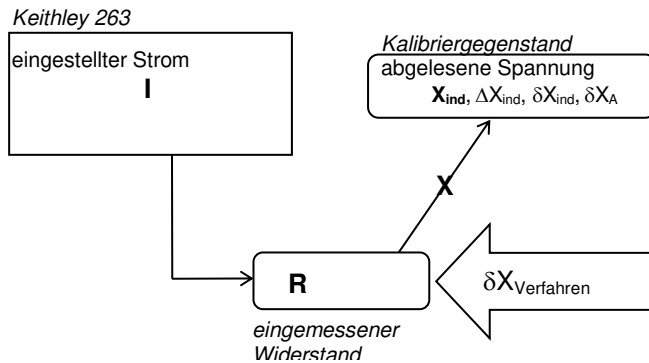 Keithley 263
eingestellter Strom
I
Kalibriergegenstand
abgelesene Spannung
Xind, ΔXind, δXind, δXA
X
R
δXVerfahren
eingemessener
Widerstand